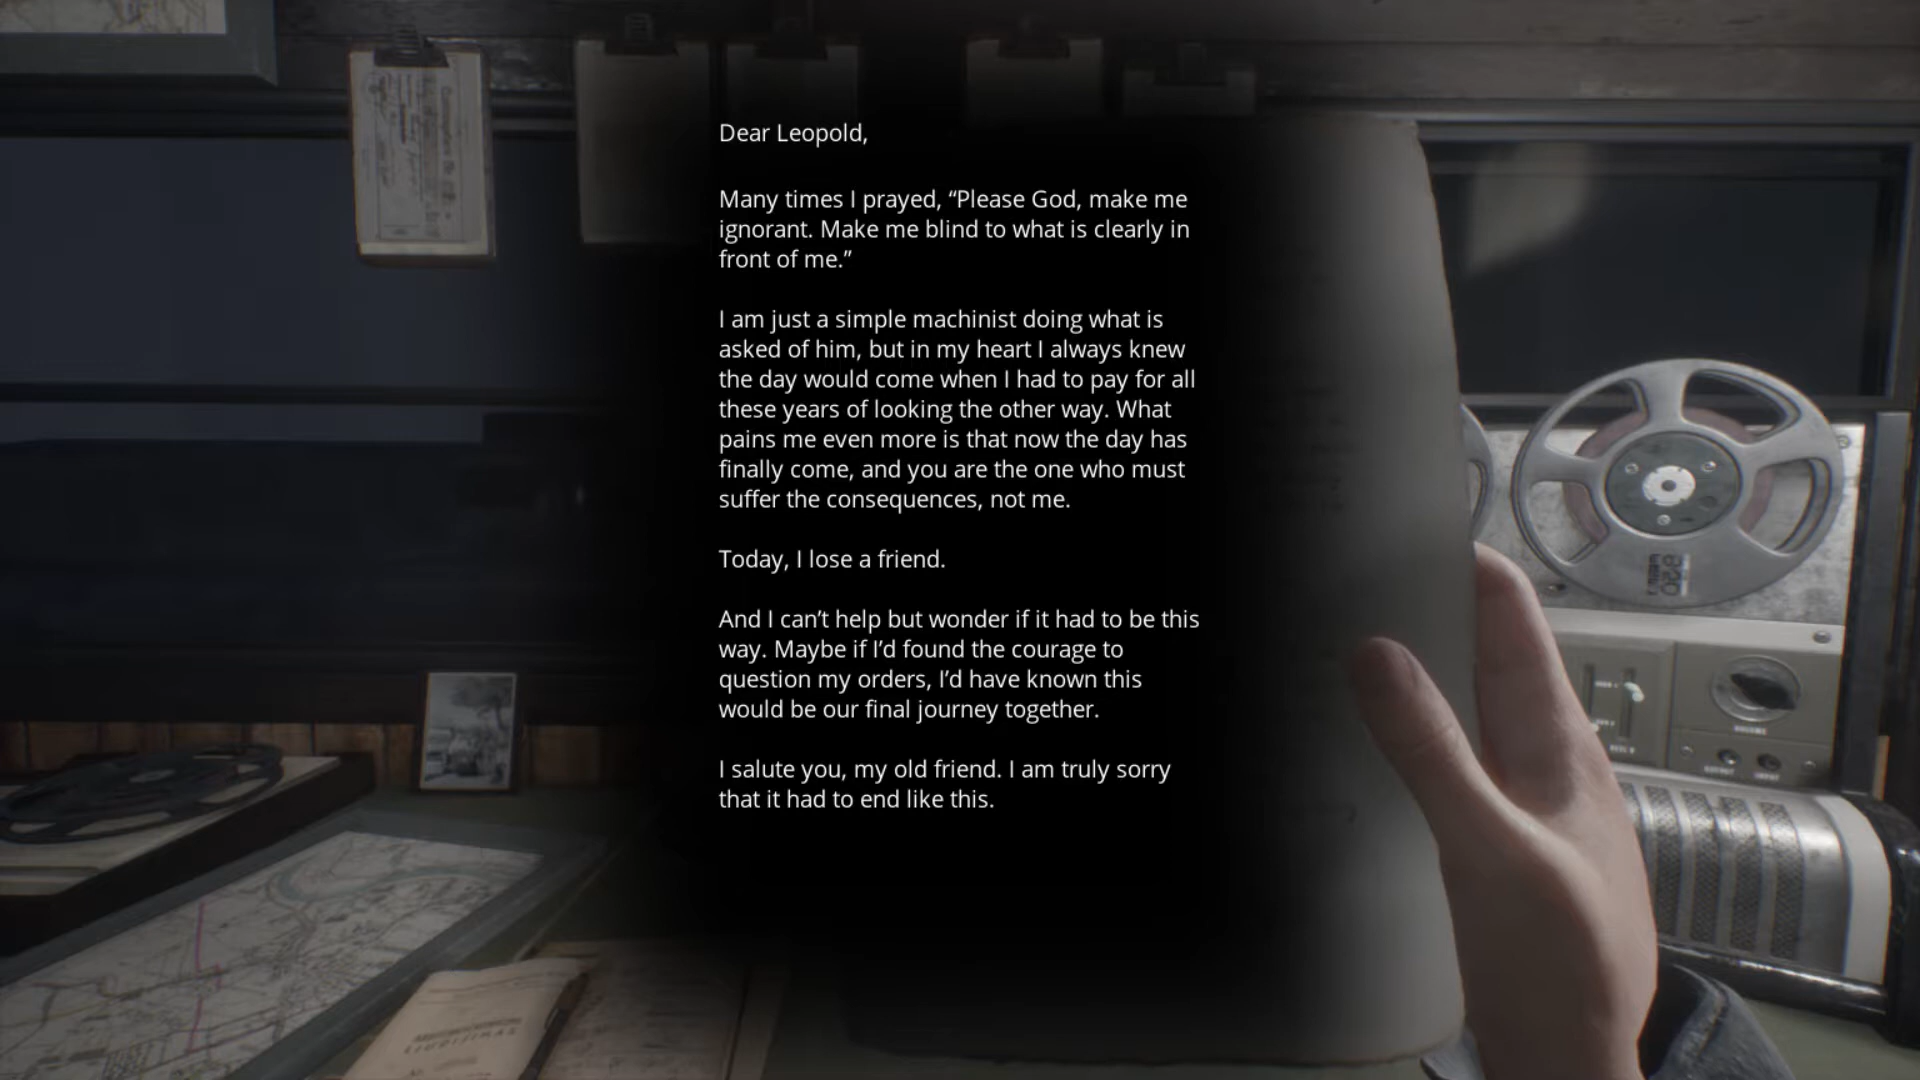 Dear Leopold,
Many times I prayed, “Please God, make me
ignorant. Make me blind to what is clearly in
front of me.”
I am just a simple machinist doing what is
asked of him, but in my heart I always knew
the day would come when I had to pay for all
these years of looking the other way. What
pains me even more is that now the day has
finally come, and you are the one who must
suffer the consequences, not me.
Today, I lose a friend.
And I can’t help but wonder if it had to be this
way. Maybe if I’d found the courage to
question my orders, I’d have known this
would be our final journey together.
I salute you, my old friend. I am truly sorry
that it had to end like this.
VOLUME
OUTPUT INPUT